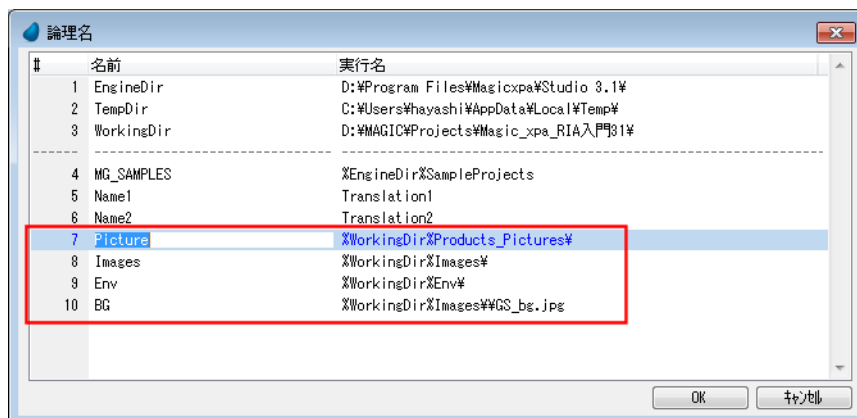 論理名
# 名前 実行名
1 EngineDir D:¥Program Files¥Magicxpa¥Studio 3.1¥
2 TempDir C:¥Users¥hayashi¥AppData¥Local¥Temp¥
3 WorkingDir D:¥MAGIC¥Projects¥Magic_xpa_RIA入門31¥
4 MG_SAMPLES %EngineDir%SampleProjects
5 Name1 Translation1
6 Name2 Translation2
7 Picture %WorkingDir%Products_Pictures¥
8 Images %WorkingDir%Images¥
9 Env %WorkingDir%Env¥
10 BG %WorkingDir%Images¥¥GS_bg.jpg
OK キャンセル